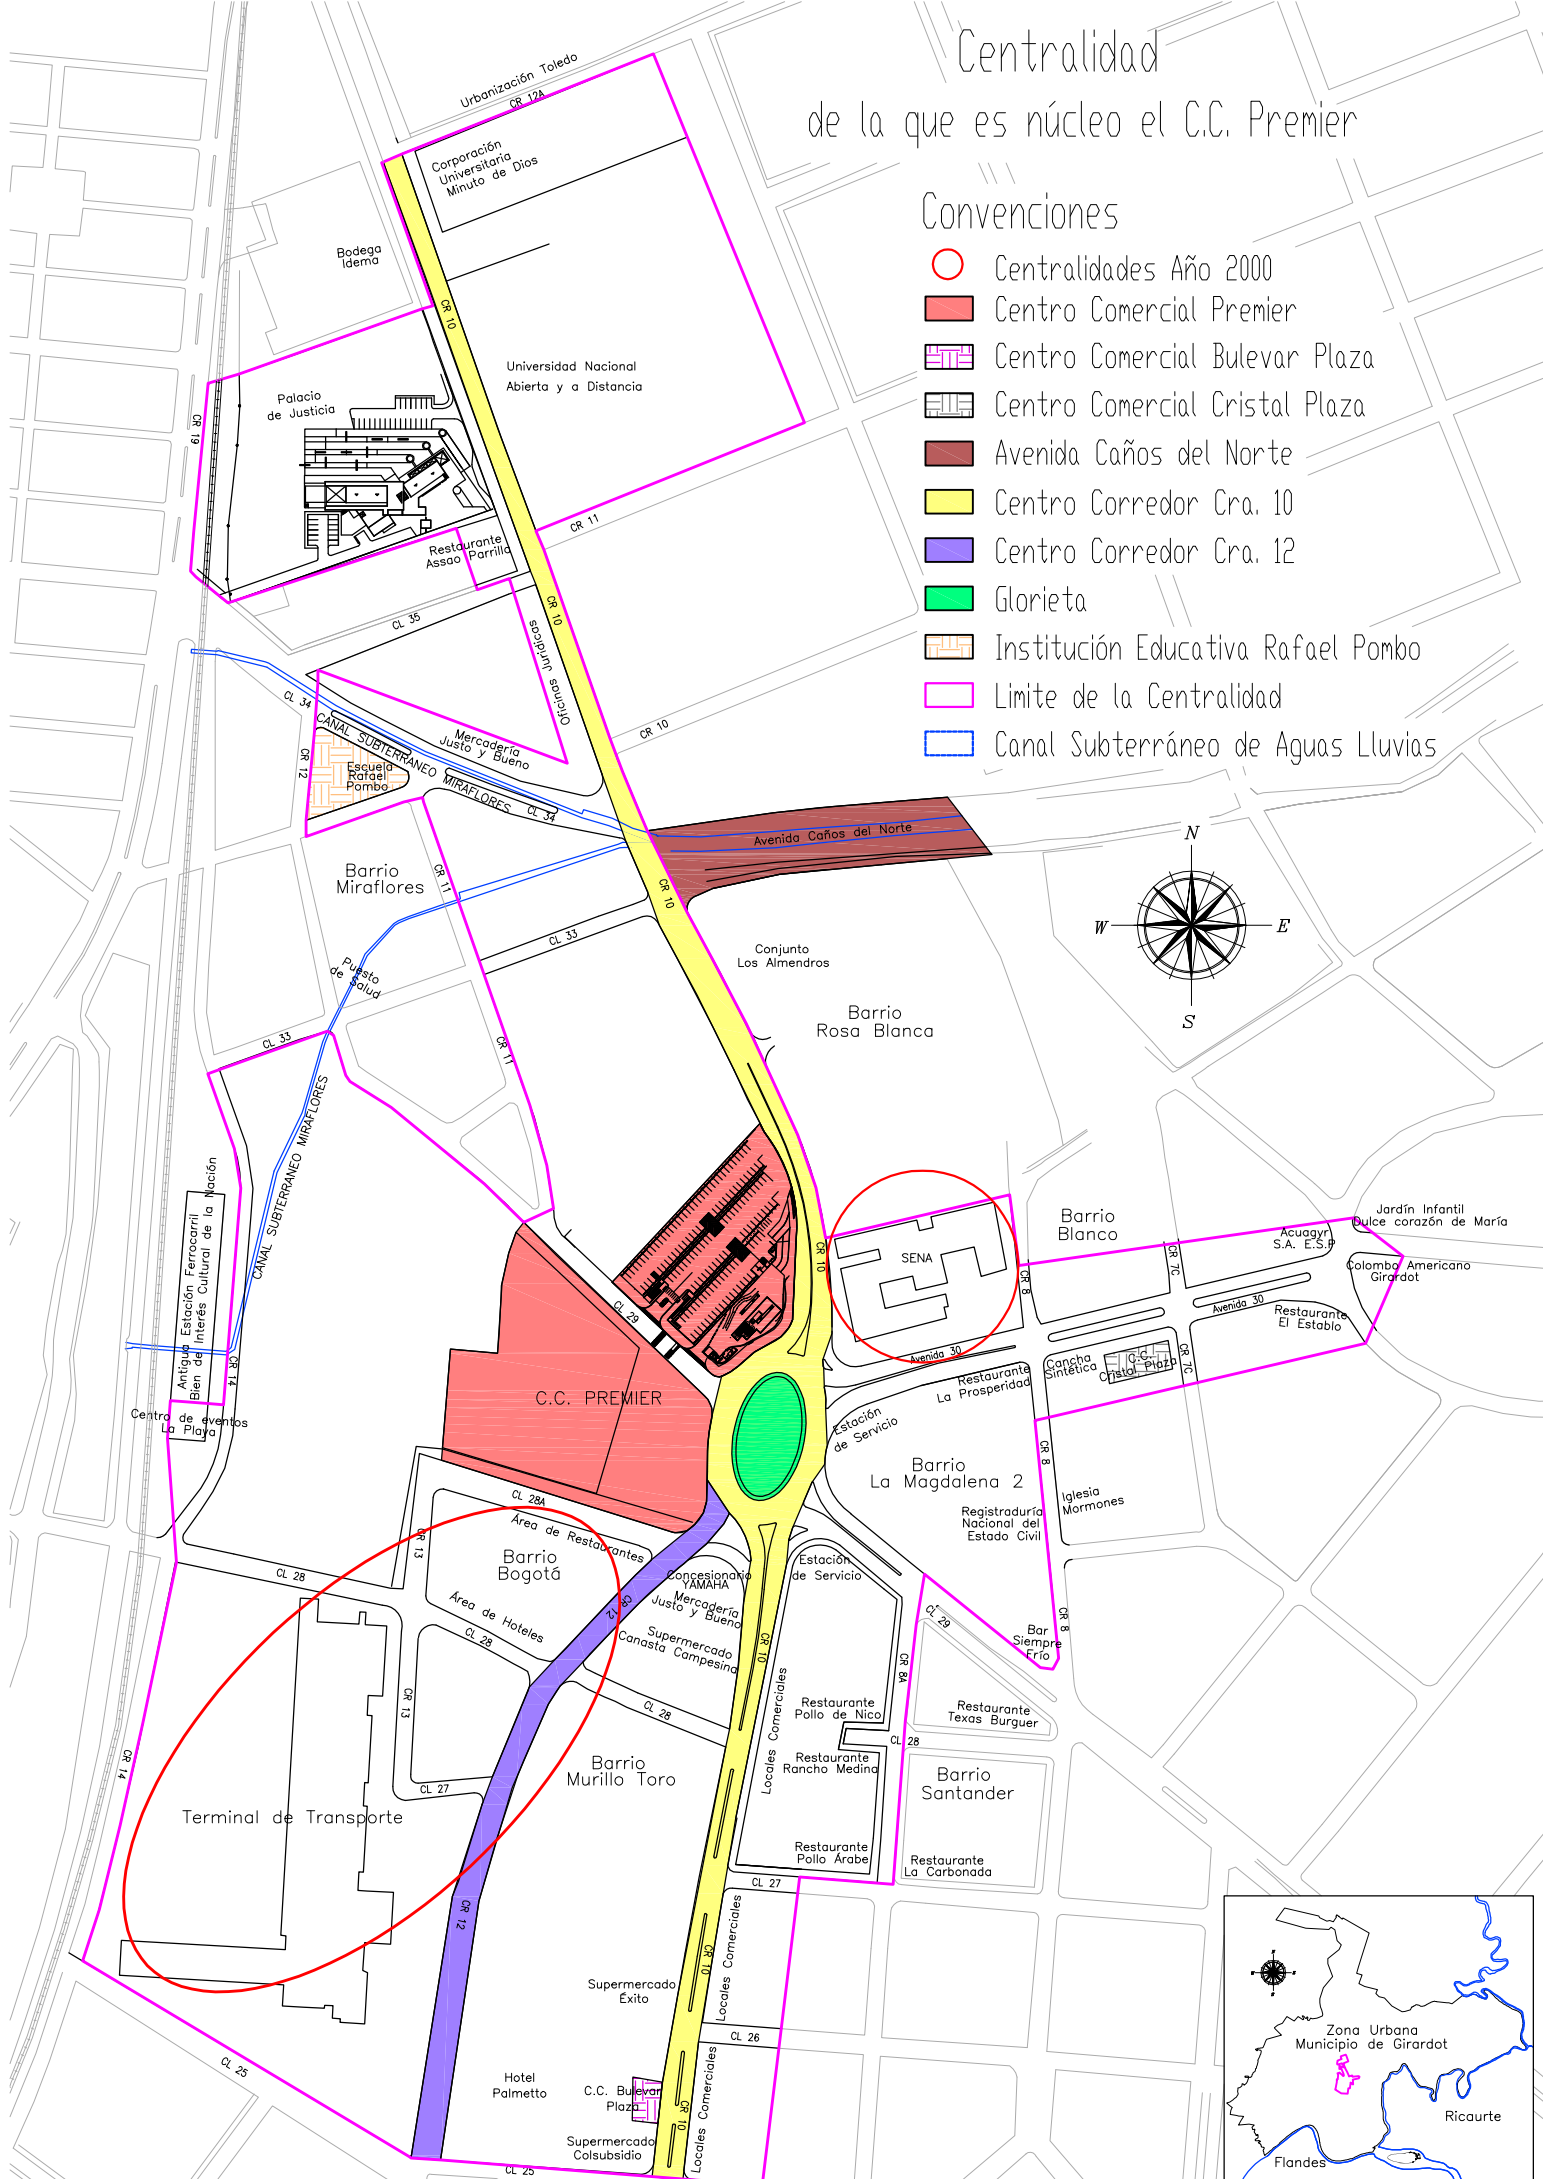 Centralidad
de la que es núcleo el C.C. Premier
Convenciones
Centralidades Año 2000
Centro Comercial Premier
Centro Comercial Bulevar Plaza
Centro Comercial Cristal Plaza
Avenida Caños del Norte
Centro Corredor Cra. 10
Centro Corredor Cra. 12
Glorieta
Institución Educativa Rafael Pombo
Limite de la Centralidad
Canal Subterráneo de Aguas Lluvias
Urbanización Toledo
CR 12A
Corporación
Universitaria
Minuto de Dios
Bodega
Idema
CR 10
Universidad Nacional
Abierta y a Distancia
Palacio
de Justicia
CR 19
CR 11
Restaurante
Assao Parrilla
CL 35
CR 10
Oficinas Jurídicas
CL 34
CANAL SUBTERRANEO MIRAFLORES
Mercadería
Justo y Bueno
CR 10
CR 12
Escuela
Rafael
Pombo
CL 34
Avenida Caños del Norte
N
W
E
S
Barrio
Miraflores
CR 11
CR 10
CL 33
Conjunto
Los Almendros
Puesto
de Salud
Barrio
Rosa Blanca
CL 33
CR 11
CANAL SUBTERRANEO MIRAFLORES
Antigua Estación Ferrocarril
Bien de Interés Cultural de la Nación
CR 14
Centro de eventos
La Playa
CL 29
CR 10
SENA
CR 8
Barrio
Blanco
CR 7C
Acuagyr
S.A. E.S.P
Jardín Infantil
Dulce corazón de María
Colombo Americano
Girardot
Avenida 30
Restaurante
El Establo
Avenida 30
Restaurante
La Prosperidad
Cancha
Sintética
C.C.
Cristal Plaza
CR 7C
C.C. PREMIER
Estación
de Servicio
CR 8
Barrio
La Magdalena 2
Iglesia
Mormones
Registraduría
Nacional del
Estado Civil
CL 28A
Área de Restaurantes
CR 13
Barrio
Bogotá
CL 28
Área de Hoteles
CL 28
CR 12
Concesionario
YAMAHA
Mercadería
Justo y Bueno
Supermercado
Canasta Campesina
Estación
de Servicio
CR 10
CL 29
CR 8
Bar
Siempre
Frío
CR 8A
CR 13
CL 28
Locales Comerciales
Restaurante
Pollo de Nico
Restaurante
Texas Burguer
CL 28
Restaurante
Rancho Medina
Barrio
Murillo Toro
Barrio
Santander
CR 14
CL 27
Terminal de Transporte
Restaurante
Pollo Árabe
Restaurante
La Carbonada
CL 27
CR 12
Locales Comerciales
CR 10
Supermercado
Éxito
CL 26
CL 25
Hotel
Palmetto
C.C. Bulevar
Plaza
CR 10
Locales Comerciales
Supermercado
Colsubsidio
CL 25
Zona Urbana
Municipio de Girardot
Ricaurte
Flandes